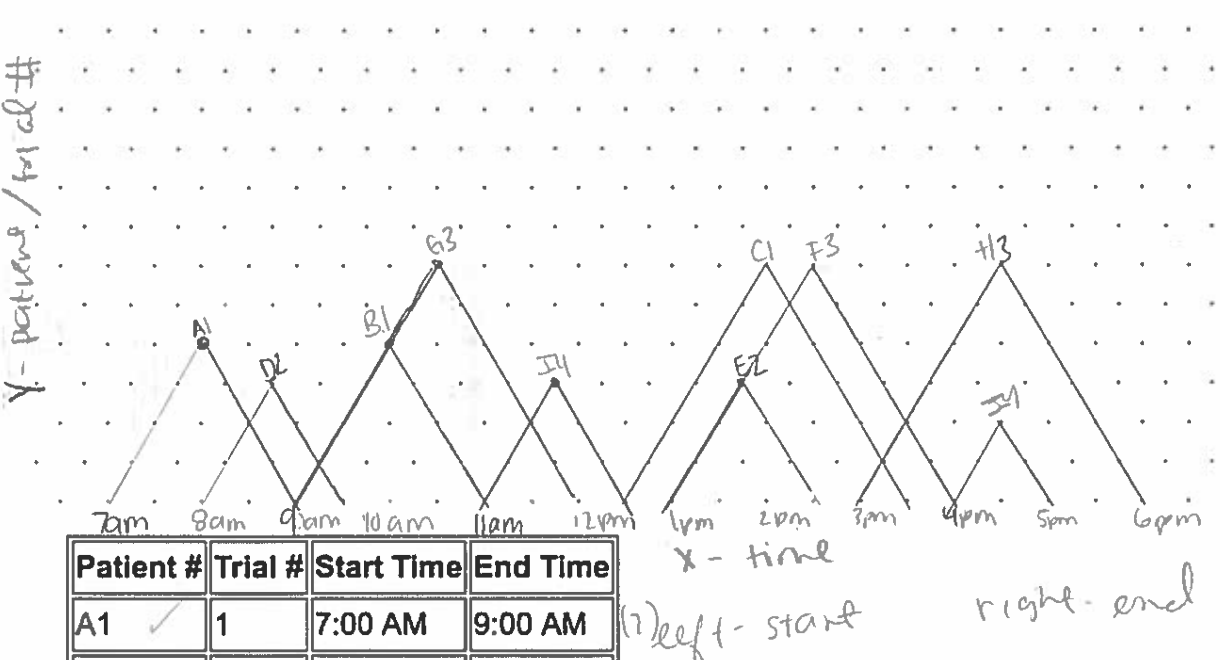 Y - patient / trial #
G3
C1 F3 H3
A1 B1
D2 I4 E2
J4
7am 8am 9am 10am 11am 12pm 1pm 2pm 3pm 4pm 5pm 6pm
x - time
Patient # Trial # Start Time End Time
A1 ✓ 1 7:00 AM 9:00 AM
left - start right - end